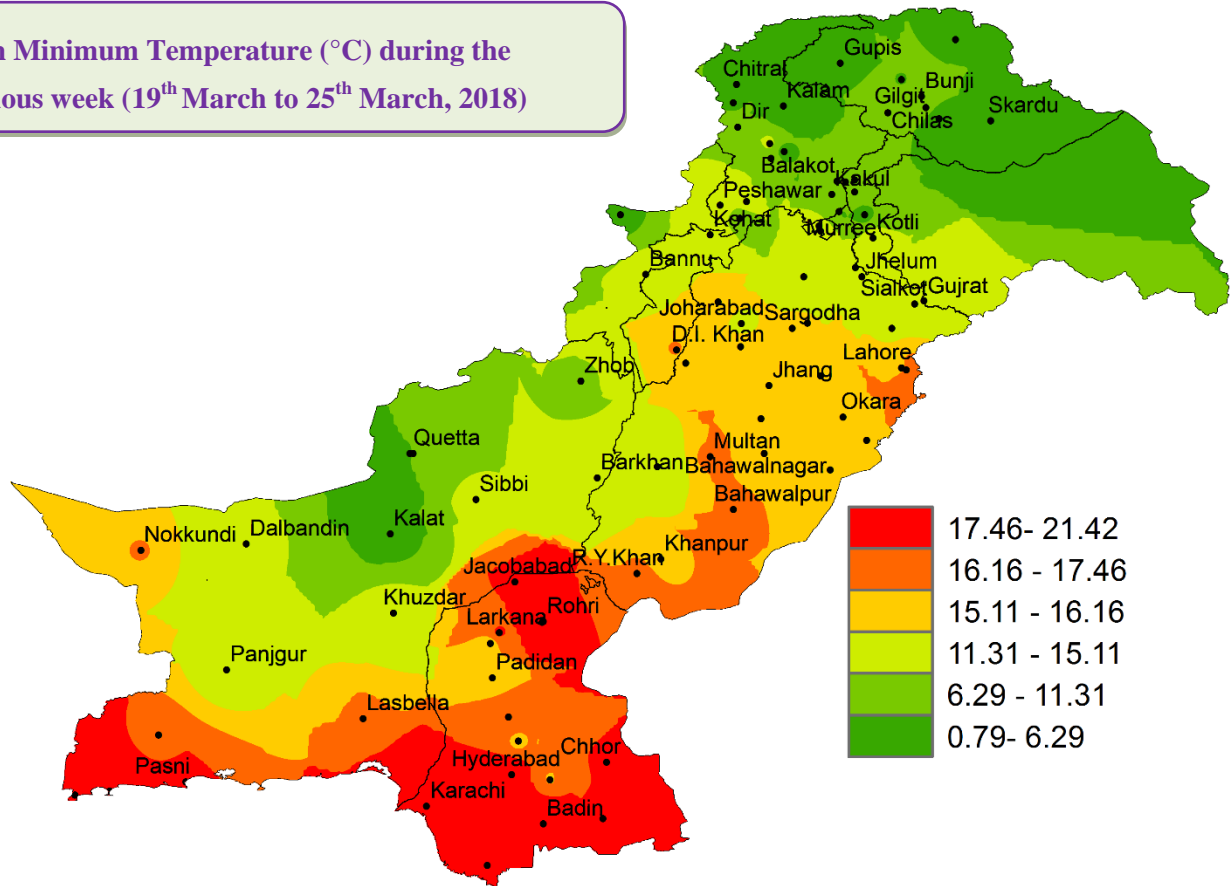 Minimum Temperature (°C) during the
week (19th March to 25th March, 2018)
Gupis
Chitral
Bunji
Kalam
Gilgit
Skardu
Dir
Chilas
Balakot
Kakul
Peshawar
Kohat
Kotli
Murree
Bannu
Jhelum
Sialkot
Gujrat
Joharabad
Sargodha
D.I. Khan
Lahore
Zhob
Jhang
Okara
Quetta
Multan
Barkhan
Bahawalnagar
Sibbi
Bahawalpur
Nokkundi
Dalbandin
Kalat
Khanpur
R.Y.Khan
Jacobabad
Khuzdar
Rohri
Larkana
Panjgur
Padidan
Lasbella
Chhor
Hyderabad
Pasni
Karachi
Badin
17.46- 21.42
16.16 - 17.46
15.11 - 16.16
11.31 - 15.11
6.29 - 11.31
0.79- 6.29